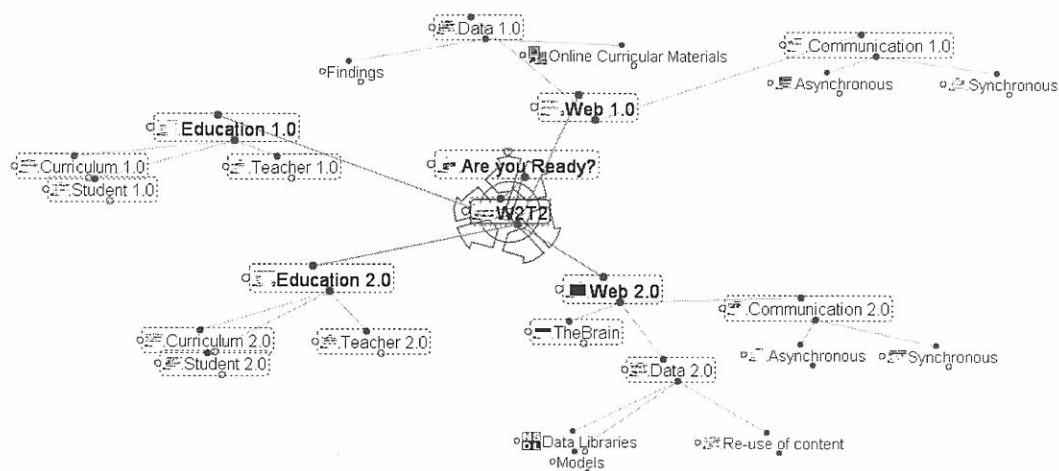 Data 1.0
Findings
Online Curricular Materials
Communication 1.0
Asynchronous
Synchronous
Web 1.0
Education 1.0
Curriculum 1.0
Student 1.0
Teacher 1.0
Are you Ready?
W2T2
Education 2.0
Curriculum 2.0
Student 2.0
Teacher 2.0
Web 2.0
TheBrain
Communication 2.0
Asynchronous
Synchronous
Data 2.0
NSDL
Data Libraries
Models
Re-use of content